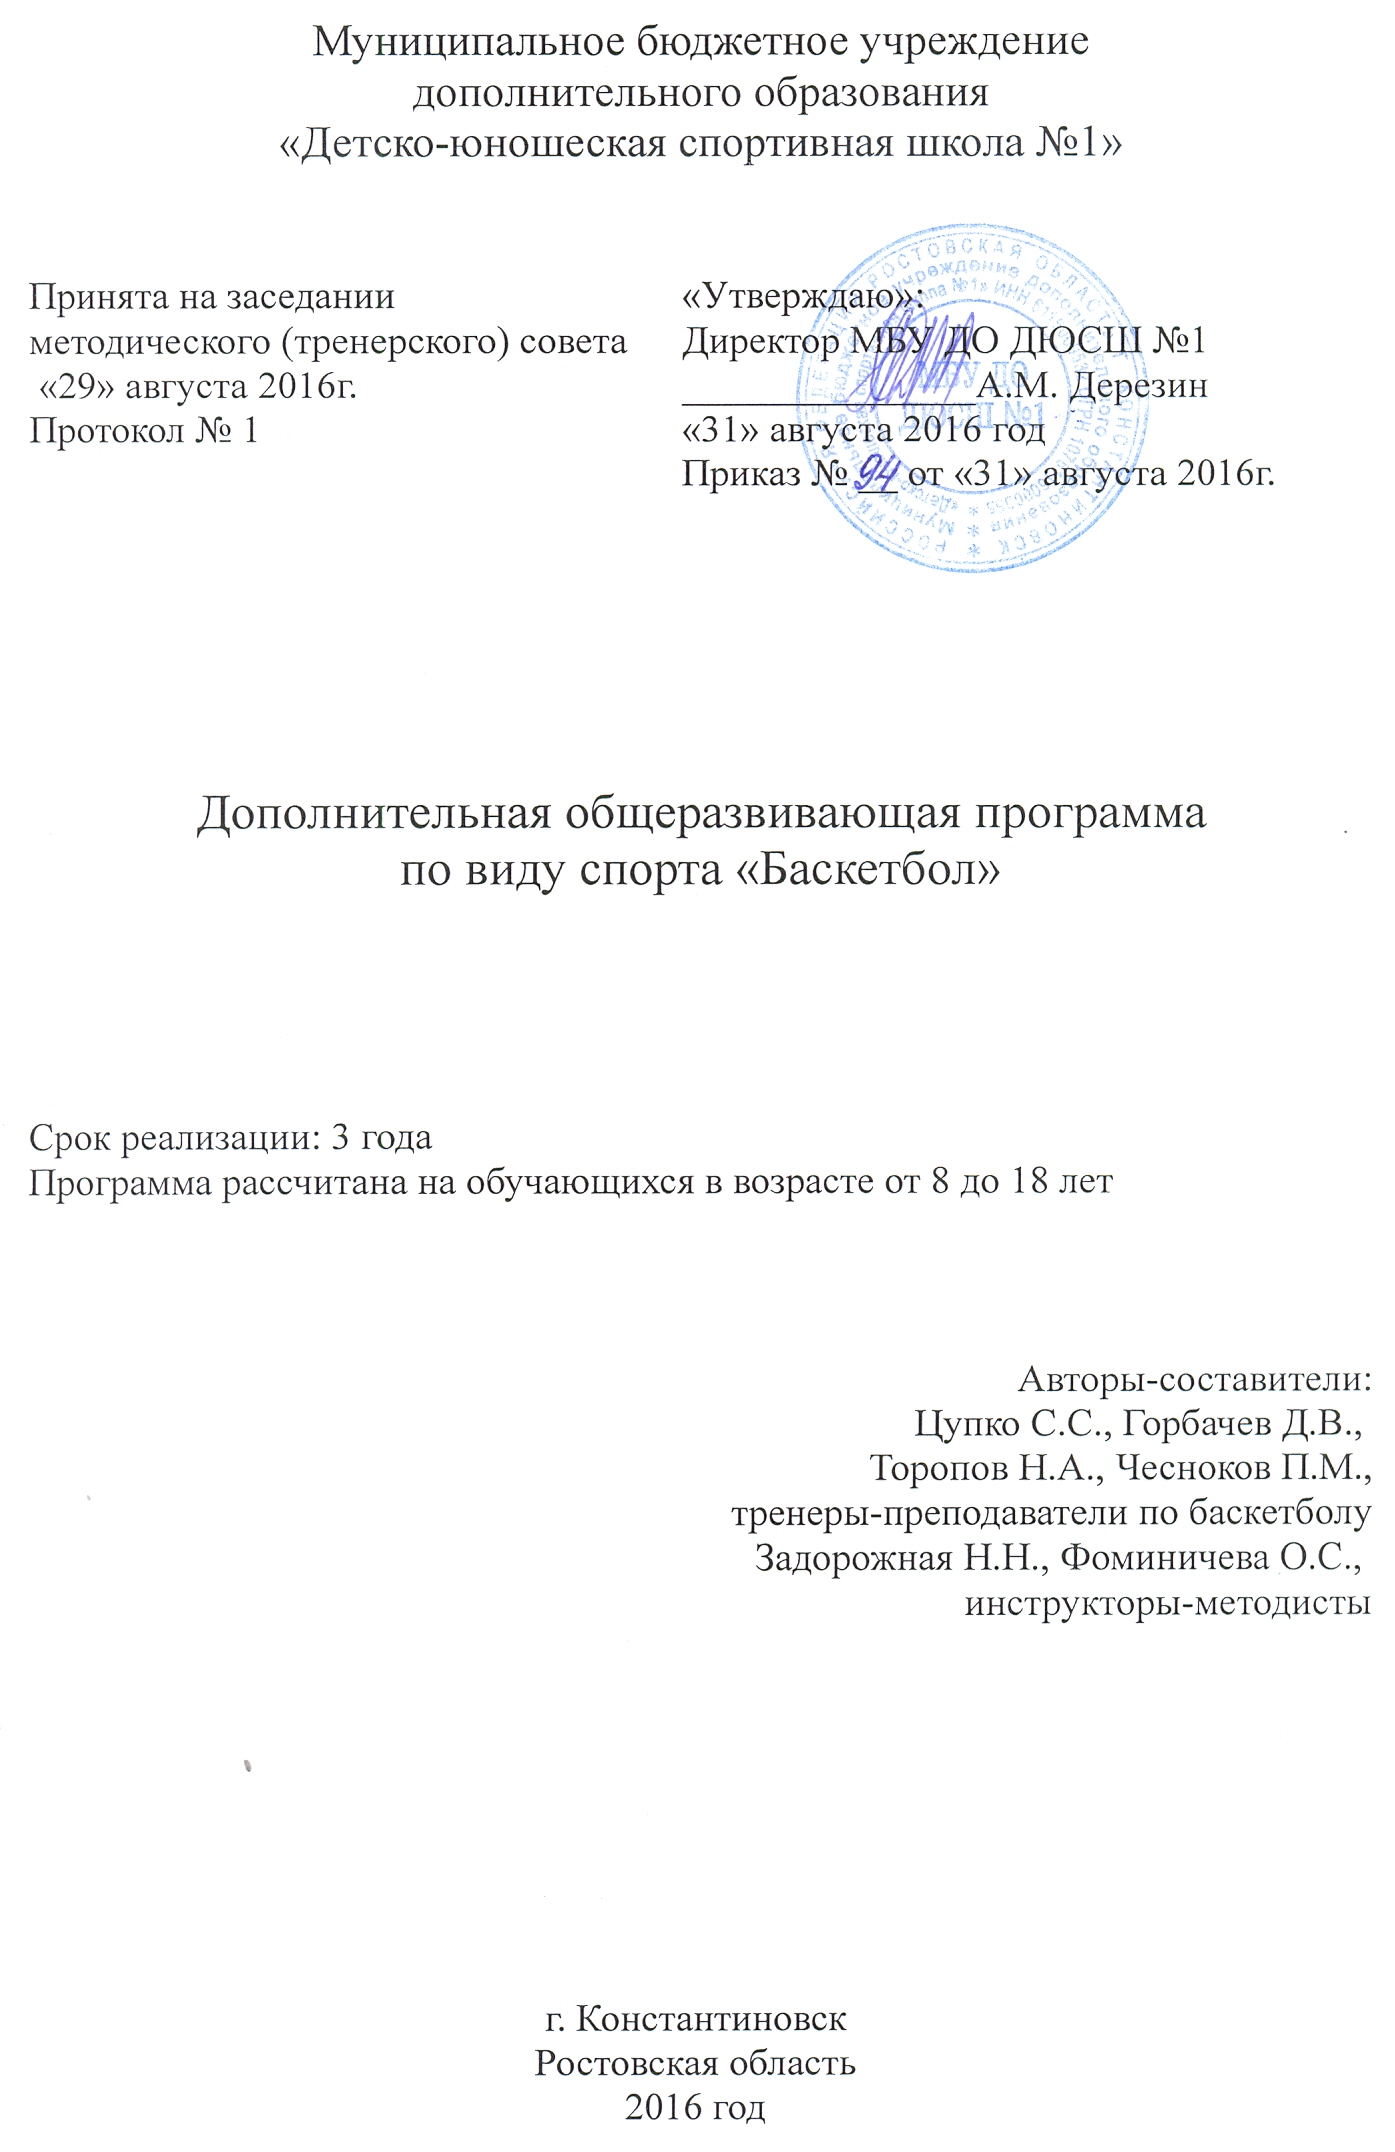 Муниципальное бюджетное учреждение
дополнительного образования
«Детско-юношеская спортивная школа №1»
Принята на заседании
методического (тренерского) совета
«29» августа 2016г.
Протокол № 1
«Утверждаю»:
Директор МБУ ДО ДЮСШ №1
А.М. Дерезин
«31» августа 2016 год
Приказ № 94 от «31» августа 2016г.
МБУ ДО
ДЮСШ №1
Дополнительная общеразвивающая программа
по виду спорта «Баскетбол»
Срок реализации: 3 года
Программа рассчитана на обучающихся в возрасте от 8 до 18 лет
Авторы-составители:
Цупко С.С., Горбачев Д.В.,
Торопов Н.А., Чесноков П.М.,
тренеры-преподаватели по баскетболу
Задорожная Н.Н., Фоминичева О.С.,
инструкторы-методисты
г. Константиновск
Ростовская область
2016 год